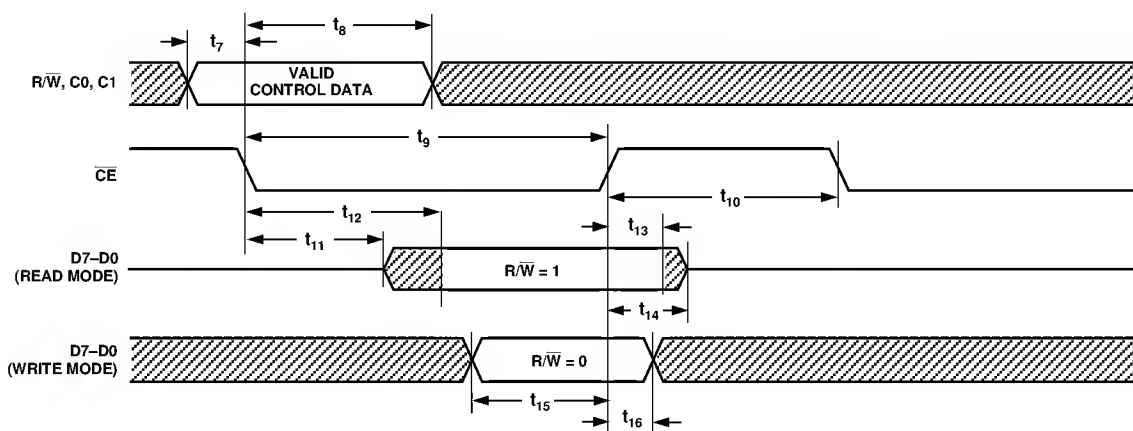 t7
t8
R/W̅, C0, C1
VALID
CONTROL DATA
t9
C̅E̅
t10
t12
t13
t11
D7–D0
(READ MODE)
R/W̅ = 1
t14
D7–D0
(WRITE MODE)
R/W̅ = 0
t15
t16